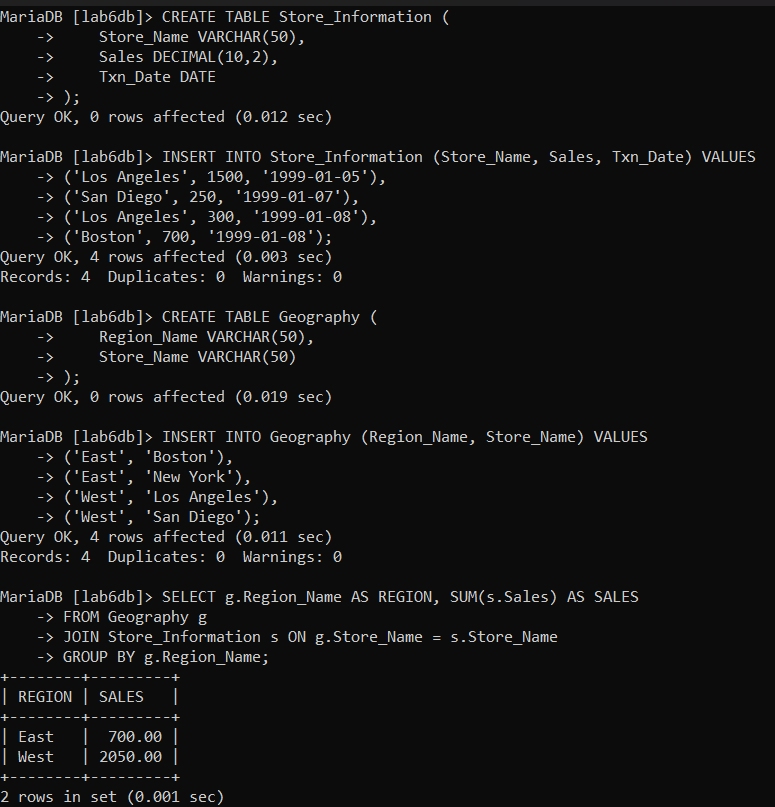 MariaDB [lab6db]> CREATE TABLE Store_Information (
    ->     Store_Name VARCHAR(50),
    ->     Sales DECIMAL(10,2),
    ->     Txn_Date DATE
    -> );
Query OK, 0 rows affected (0.012 sec)

MariaDB [lab6db]> INSERT INTO Store_Information (Store_Name, Sales, Txn_Date) VALUES
    -> ('Los Angeles', 1500, '1999-01-05'),
    -> ('San Diego', 250, '1999-01-07'),
    -> ('Los Angeles', 300, '1999-01-08'),
    -> ('Boston', 700, '1999-01-08');
Query OK, 4 rows affected (0.003 sec)
Records: 4  Duplicates: 0  Warnings: 0

MariaDB [lab6db]> CREATE TABLE Geography (
    ->     Region_Name VARCHAR(50),
    ->     Store_Name VARCHAR(50)
    -> );
Query OK, 0 rows affected (0.019 sec)

MariaDB [lab6db]> INSERT INTO Geography (Region_Name, Store_Name) VALUES
    -> ('East', 'Boston'),
    -> ('East', 'New York'),
    -> ('West', 'Los Angeles'),
    -> ('West', 'San Diego');
Query OK, 4 rows affected (0.011 sec)
Records: 4  Duplicates: 0  Warnings: 0

MariaDB [lab6db]> SELECT g.Region_Name AS REGION, SUM(s.Sales) AS SALES
    -> FROM Geography g
    -> JOIN Store_Information s ON g.Store_Name = s.Store_Name
    -> GROUP BY g.Region_Name;
+--------+---------+
| REGION | SALES   |
+--------+---------+
| East   |  700.00 |
| West   | 2050.00 |
+--------+---------+
2 rows in set (0.001 sec)